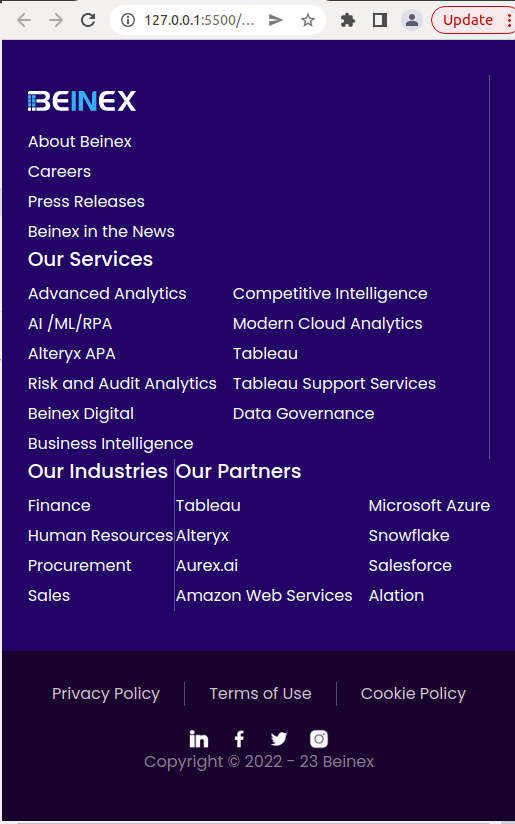 127.0.0.1:5500/...
Update
BEINEX
About Beinex
Careers
Press Releases
Beinex in the News
Our Services
Advanced Analytics Competitive Intelligence
AI /ML/RPA Modern Cloud Analytics
Alteryx APA Tableau
Risk and Audit Analytics Tableau Support Services
Beinex Digital Data Governance
Business Intelligence
Our Industries Our Partners
Finance Tableau Microsoft Azure
Human Resources Alteryx Snowflake
Procurement Aurex.ai Salesforce
Sales Amazon Web Services Alation
Privacy Policy Terms of Use Cookie Policy
Copyright © 2022 - 23 Beinex